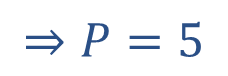 ⇒ P = 5